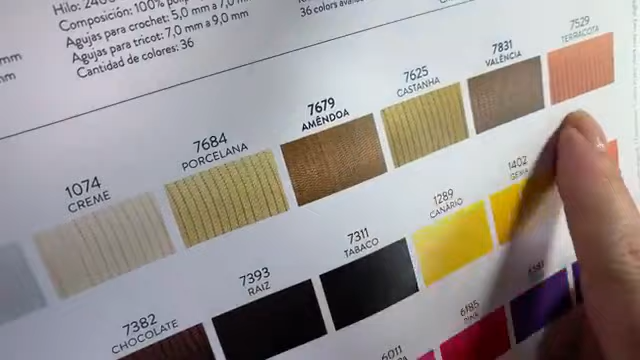 Composición: 100% 
Agujas para crochet: 5,0 mm a 7,0
Agujas para tricot: 7,0 mm a 9,0 mm
Cantidad de colores: 36
36 colors
mm
mm
7529
TERRACOTA
7831
VALÊNCIA
7625
CASTANHA
7679
AMÊNDOA
7684
PORCELANA
1074
CREME
1402
1289
CANÁRIO
7311
TABACO
7393
RAIZ
7382
CHOCOLATE
6185
PINK
6011